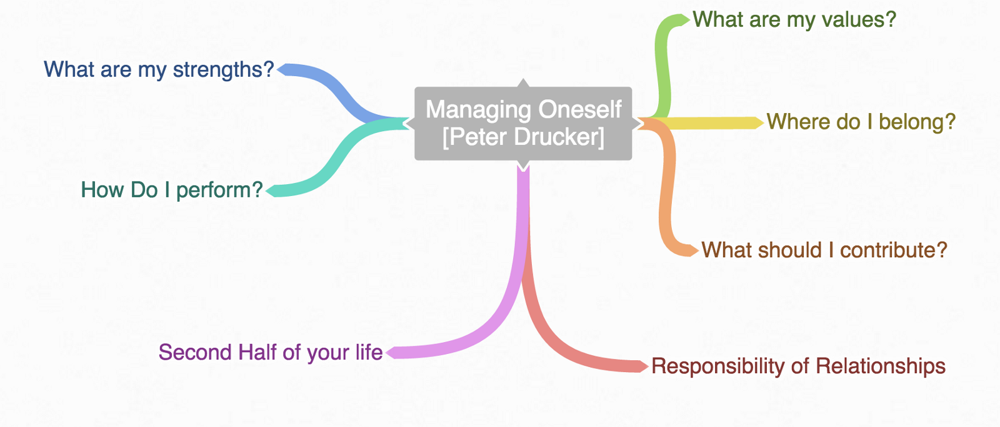 What are my values?
What are my strengths?
Managing Oneself
[Peter Drucker]
Where do I belong?
How Do I perform?
What should I contribute?
Second Half of your life
Responsibility of Relationships